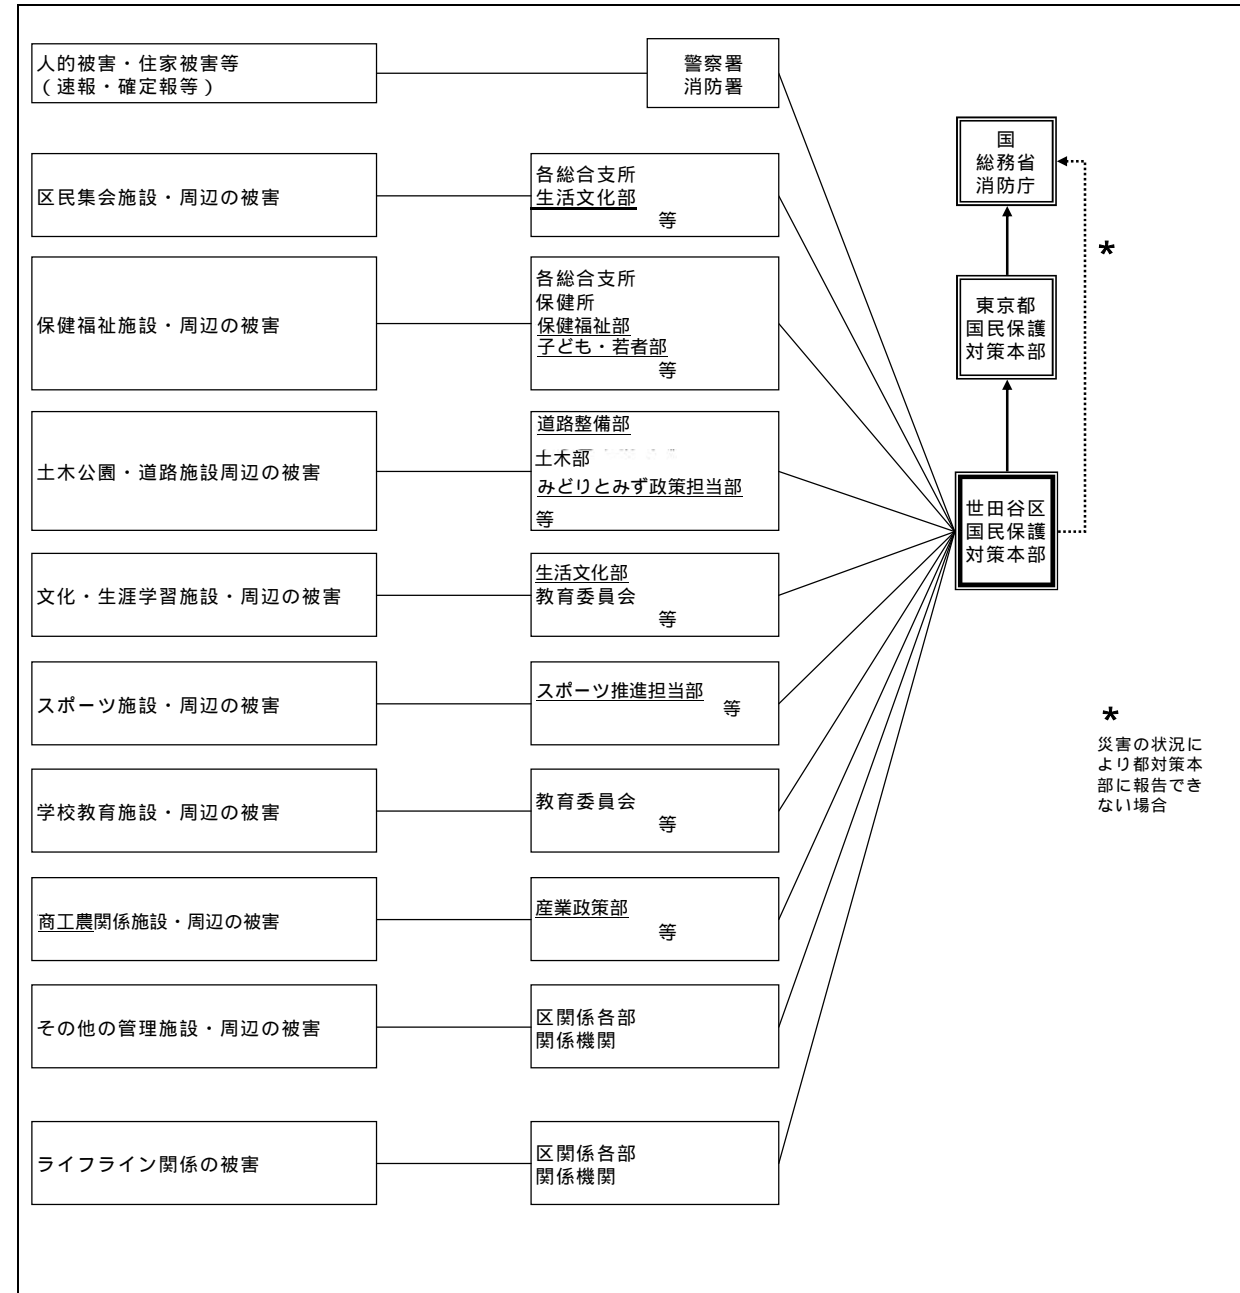 人的被害・住家被害等
(速報・確定報等)
警察署
消防署
区民集会施設・周辺の被害
各総合支所
生活文化部
等
保健福祉施設・周辺の被害
各総合支所
保健所
保健福祉部
子ども・若者部
等
土木公園・道路施設周辺の被害
道路整備部
土木部
みどりとみず政策担当部
等
文化・生涯学習施設・周辺の被害
生活文化部
教育委員会
等
スポーツ施設・周辺の被害
スポーツ推進担当部
等
学校教育施設・周辺の被害
教育委員会
等
商工農関係施設・周辺の被害
産業政策部
等
その他の管理施設・周辺の被害
区関係各部
関係機関
ライフライン関係の被害
区関係各部
関係機関
国
総務省
消防庁
*
東京都
国民保護
対策本部
世田谷区
国民保護
対策本部
*
災害の状況に
より都対策本
部に報告でき
ない場合